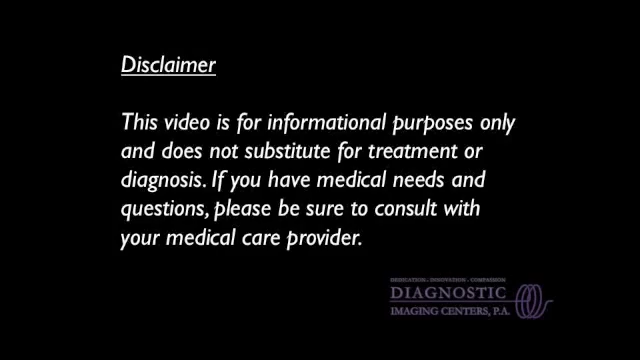 Disclaimer
This video is for informational purposes only
and does not substitute for treatment or
diagnosis. If you have medical needs and
questions, please be sure to consult with
your medical care provider.
DEDICATION - INNOVATION - COMPASSION
DIAGNOSTIC
IMAGING CENTERS, P.A.